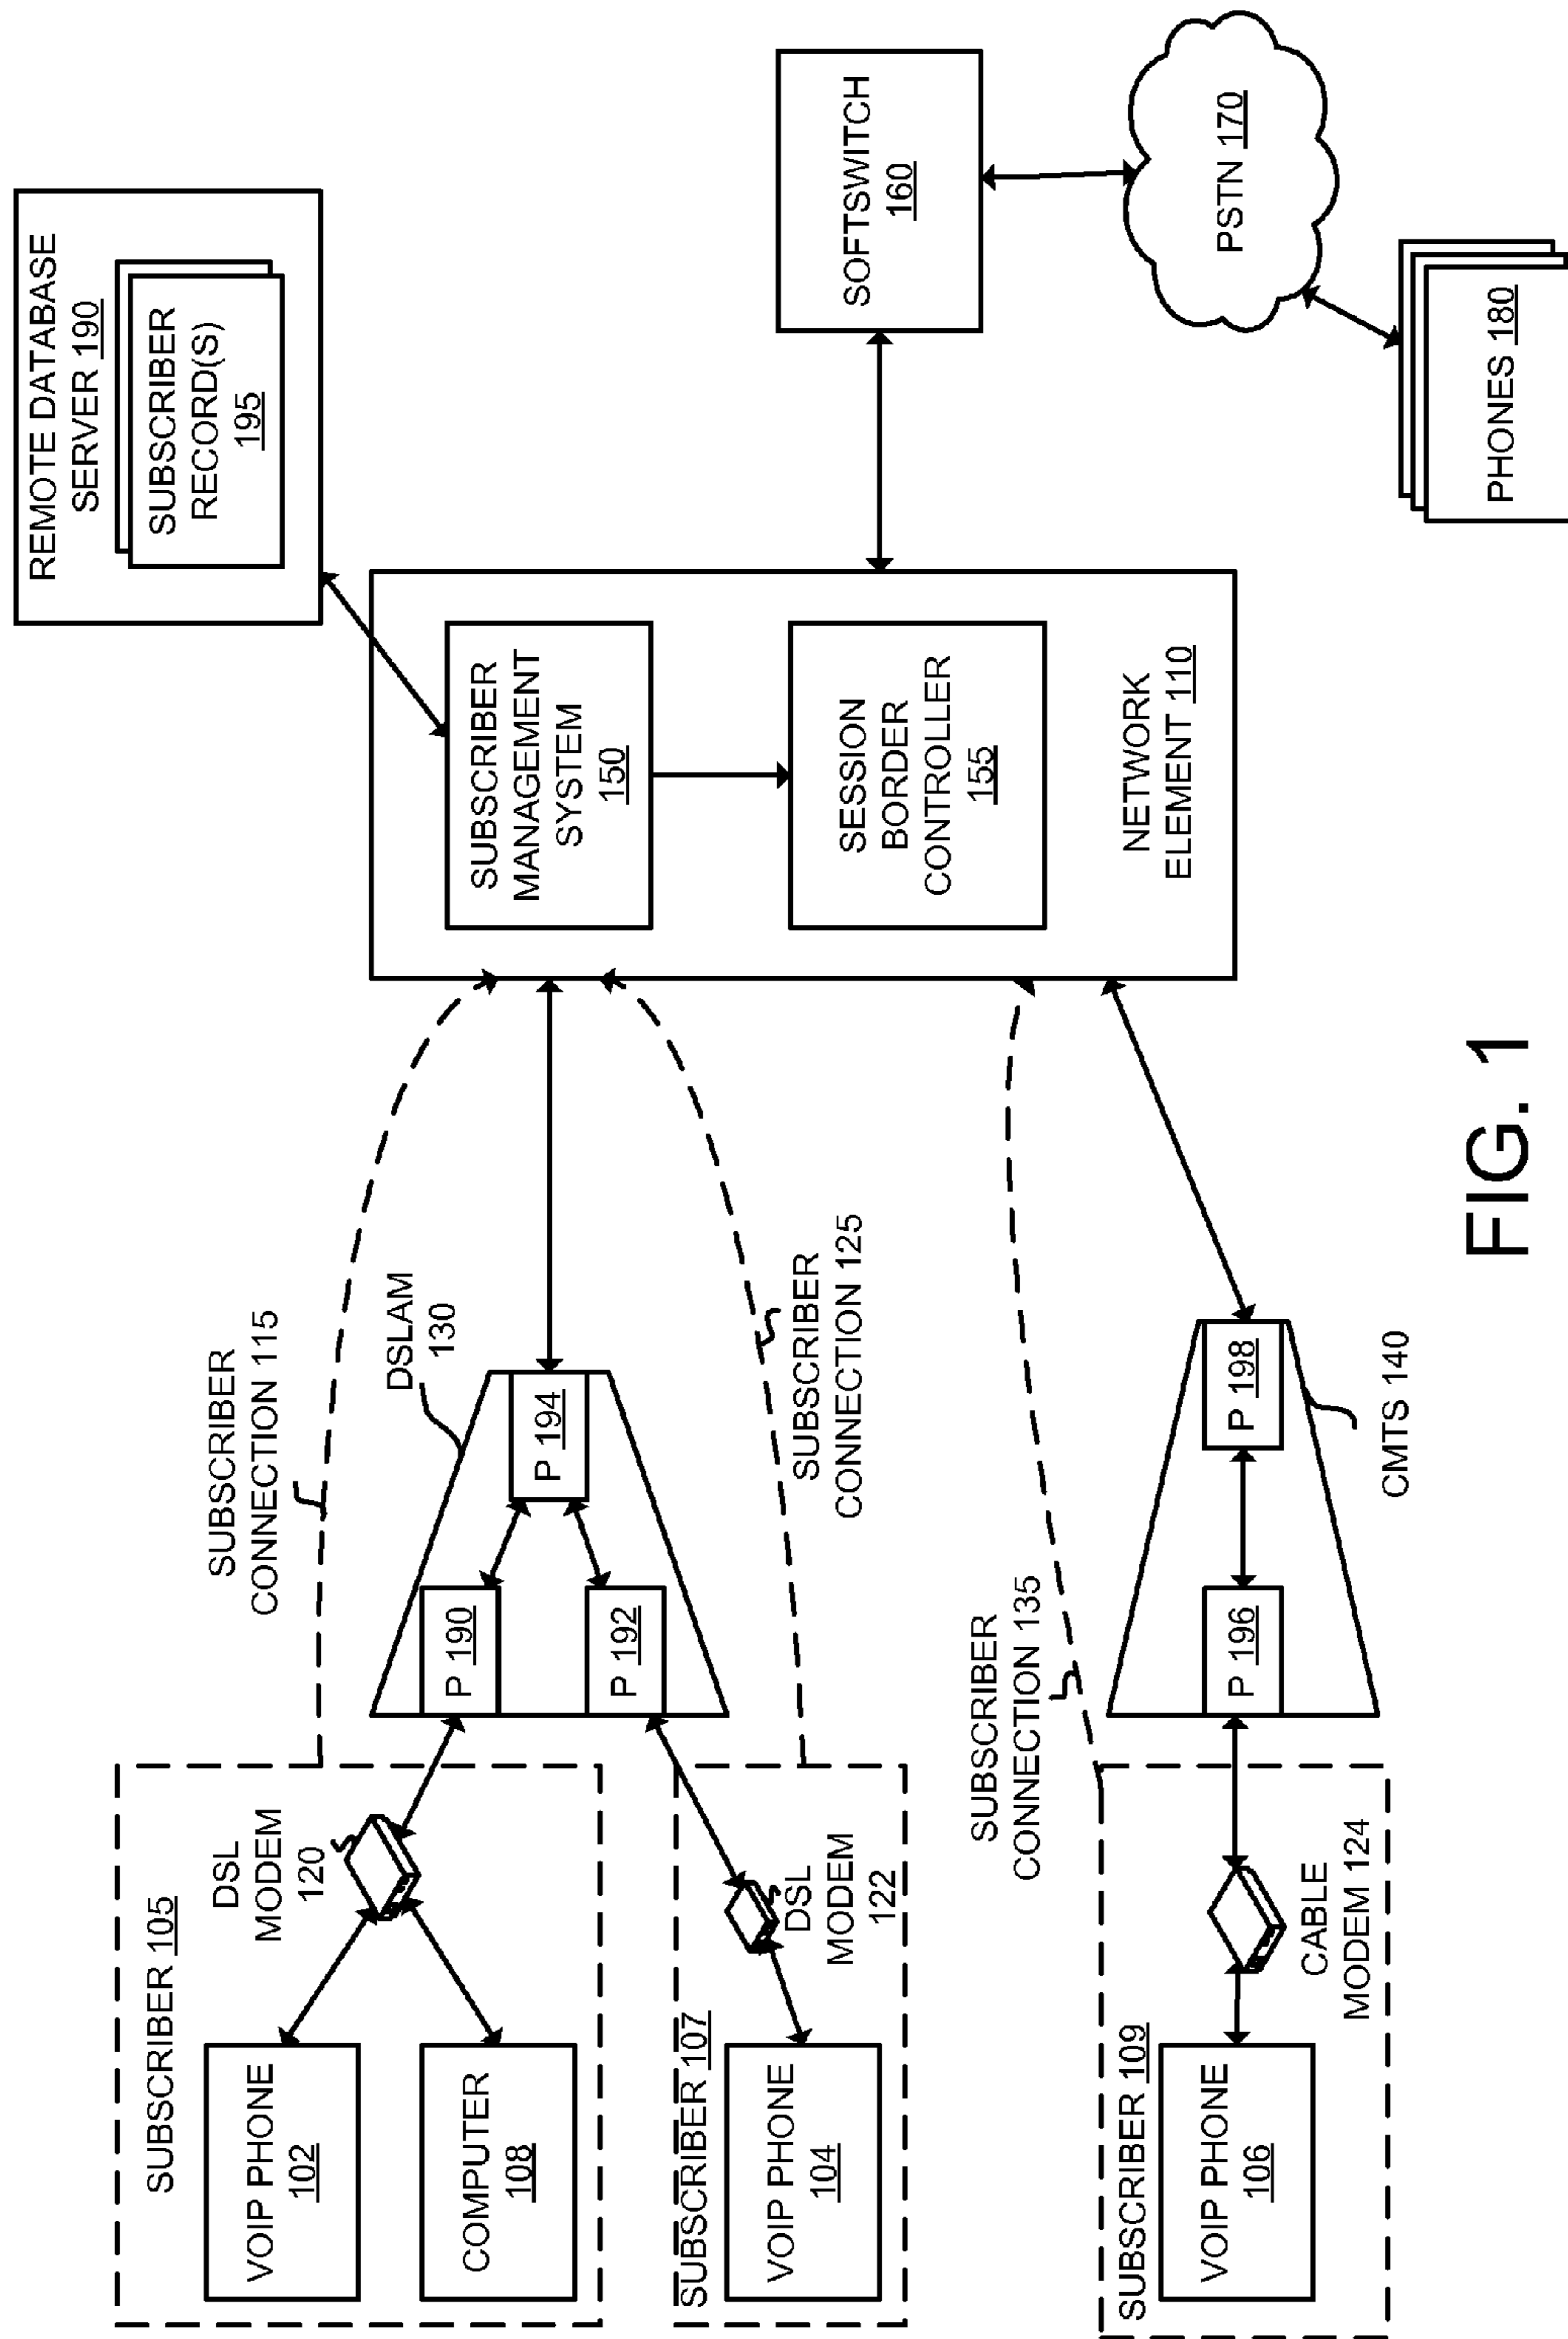 REMOTE DATABASE
SERVER 190
SUBSCRIBER
RECORD(S)
195
SUBSCRIBER 105
VOIP PHONE
102
COMPUTER
108
DSL
MODEM
120
SUBSCRIBER
CONNECTION 115
DSLAM
130
P 190
P 192
P 194
SUBSCRIBER 107
VOIP PHONE
104
DSL
MODEM
122
SUBSCRIBER
CONNECTION 125
SUBSCRIBER
MANAGEMENT
SYSTEM
150
SESSION
BORDER
CONTROLLER
155
NETWORK
ELEMENT 110
SOFTSWITCH
160
PSTN 170
PHONES 180
SUBSCRIBER 109
VOIP PHONE
106
CABLE
MODEM 124
SUBSCRIBER
CONNECTION 135
P 196
P 198
CMTS 140
FIG. 1